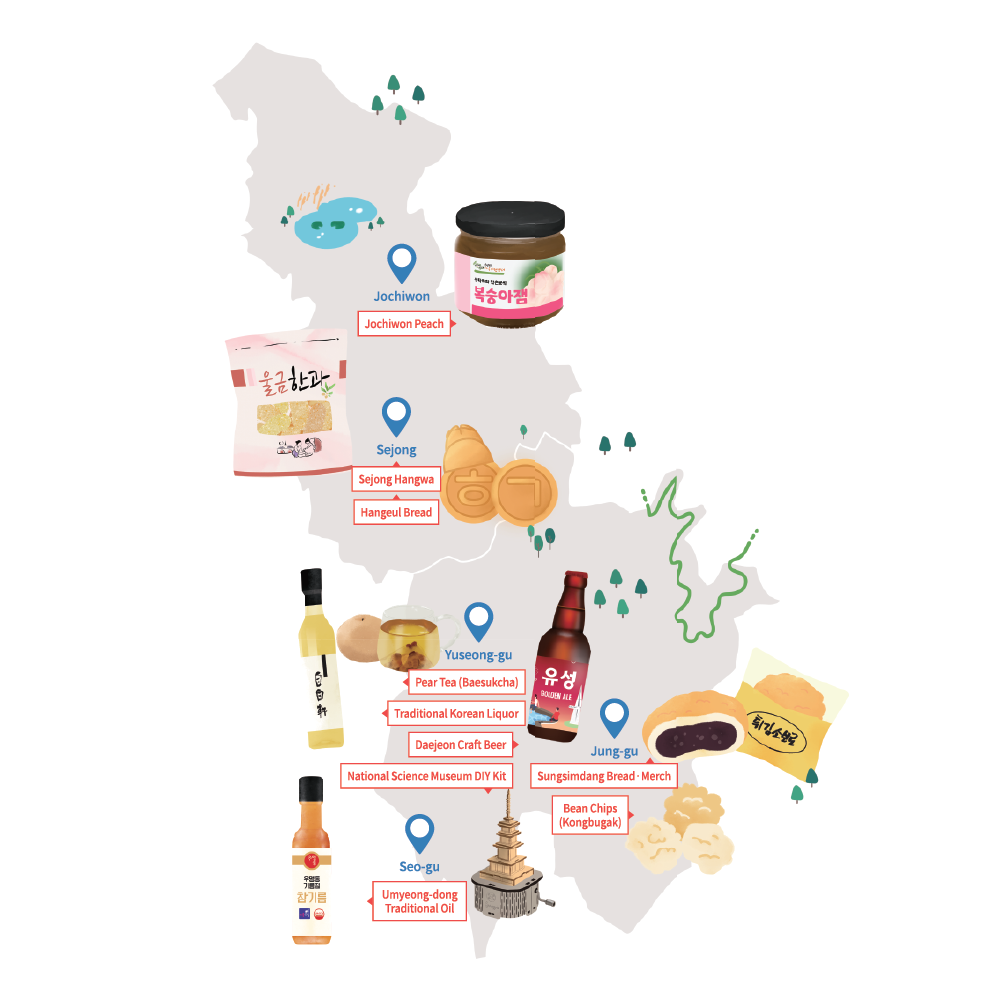 복숭아잼
Jochiwon
Jochiwon Peach
울금한과
Sejong
Sejong Hangwa
Hangeul Bread
ㅎ ㄱ
Yuseong-gu
Pear Tea (Baesukcha)
Traditional Korean Liquor
Daejeon Craft Beer
National Science Museum DIY Kit
유성
GOLDEN ALE
Jung-gu
Sungsimdang Bread·Merch
튀김소보로
Bean Chips
(Kongbugak)
Seo-gu
Umyeong-dong
Traditional Oil
우명동
기름집
참기름